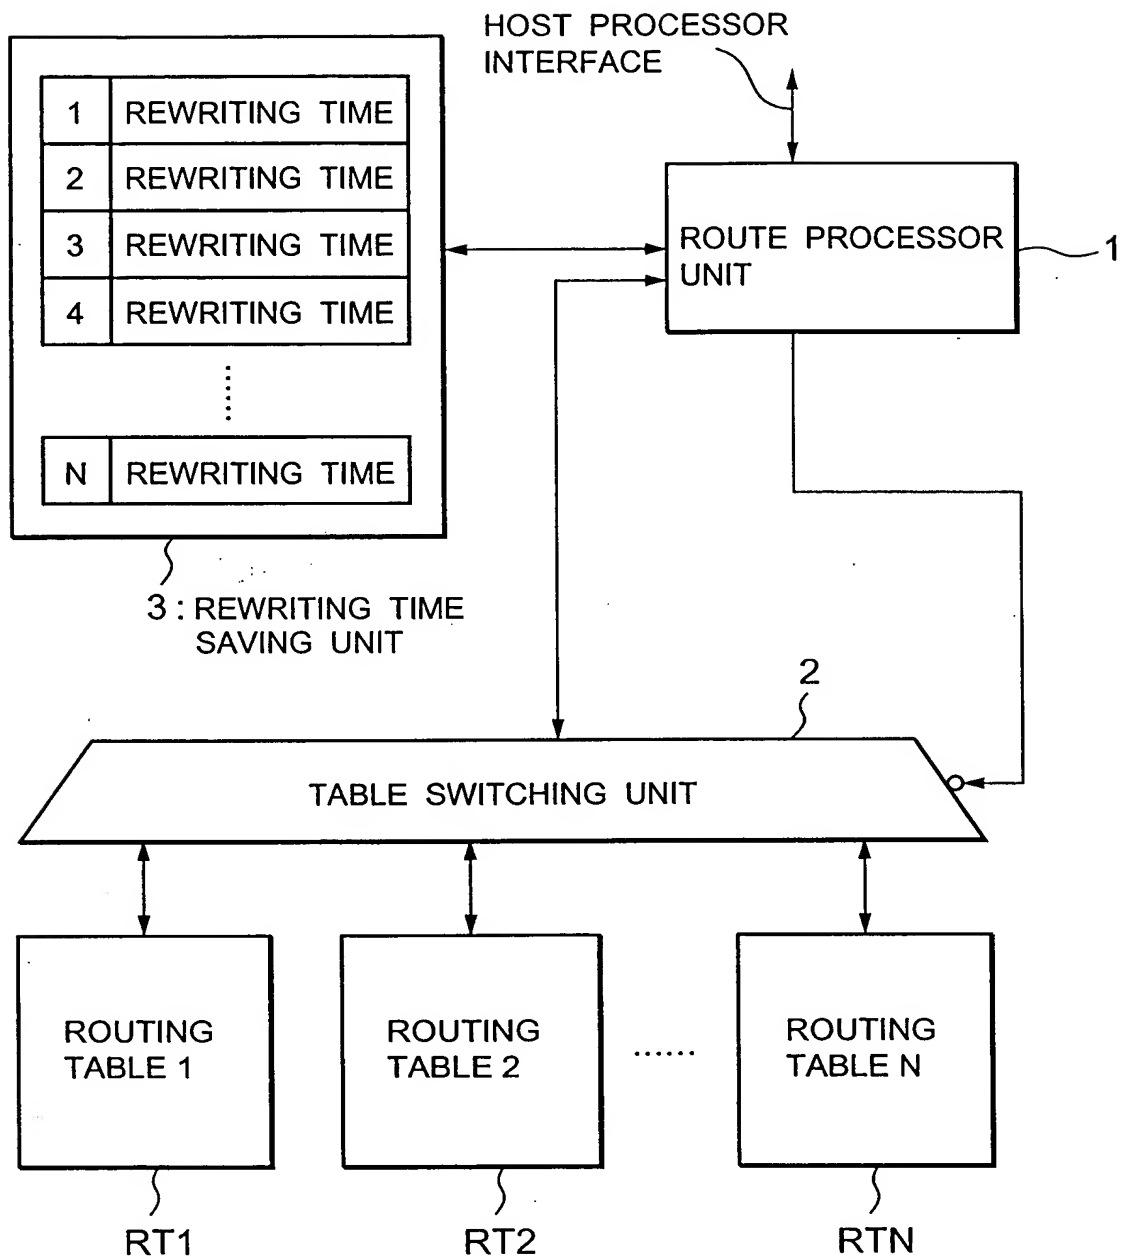 HOST PROCESSOR
INTERFACE
1 REWRITING TIME
2 REWRITING TIME
3 REWRITING TIME
4 REWRITING TIME
N REWRITING TIME
ROUTE PROCESSOR
UNIT
1
3 : REWRITING TIME
SAVING UNIT
2
TABLE SWITCHING UNIT
ROUTING
TABLE 1
ROUTING
TABLE 2
......
ROUTING
TABLE N
RT1
RT2
RTN